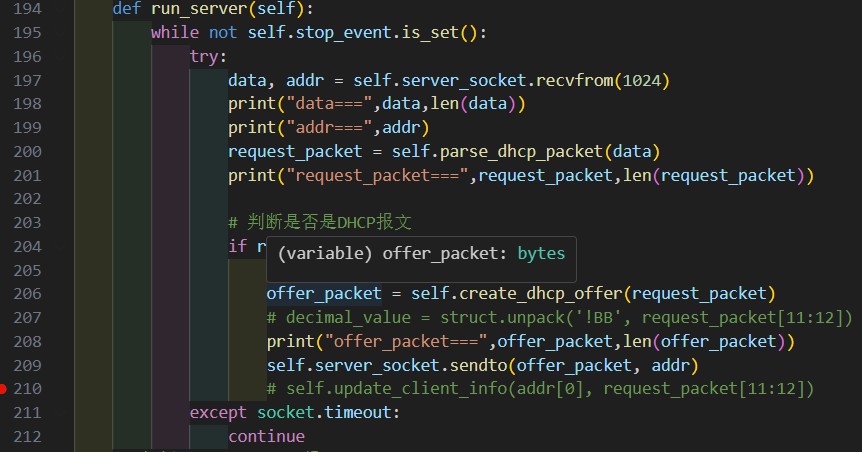 194 def run_server(self):
195 while not self.stop_event.is_set():
196 try:
197 data, addr = self.server_socket.recvfrom(1024)
198 print("data===",data,len(data))
199 print("addr===",addr)
200 request_packet = self.parse_dhcp_packet(data)
201 print("request_packet===",request_packet,len(request_packet))
202
203 # 判断是否是DHCP报文
204 if r
(variable) offer_packet: bytes
205
206 offer_packet = self.create_dhcp_offer(request_packet)
207 # decimal_value = struct.unpack('!BB', request_packet[11:12])
208 print("offer_packet===",offer_packet,len(offer_packet))
209 self.server_socket.sendto(offer_packet, addr)
210 # self.update_client_info(addr[0], request_packet[11:12])
211 except socket.timeout:
212 continue